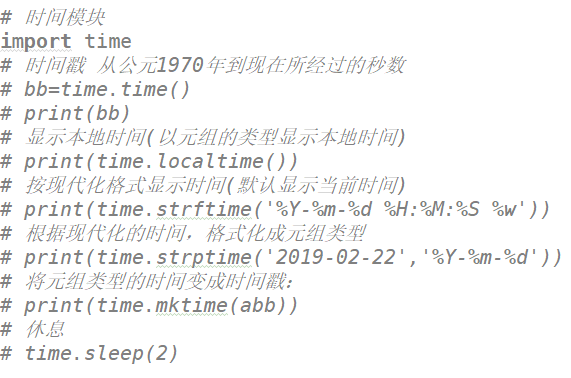 # 时间模块
import time
# 时间戳 从公元1970年到现在所经过的秒数
# bb=time.time()
# print(bb)
# 显示本地时间(以元组的类型显示本地时间)
# print(time.localtime())
# 按现代化格式显示时间(默认显示当前时间)
# print(time.strftime('%Y-%m-%d %H:%M:%S %w'))
# 根据现代化的时间，格式化成元组类型
# print(time.strptime('2019-02-22','%Y-%m-%d'))
# 将元组类型的时间变成时间戳：
# print(time.mktime(abb))
# 休息
# time.sleep(2)